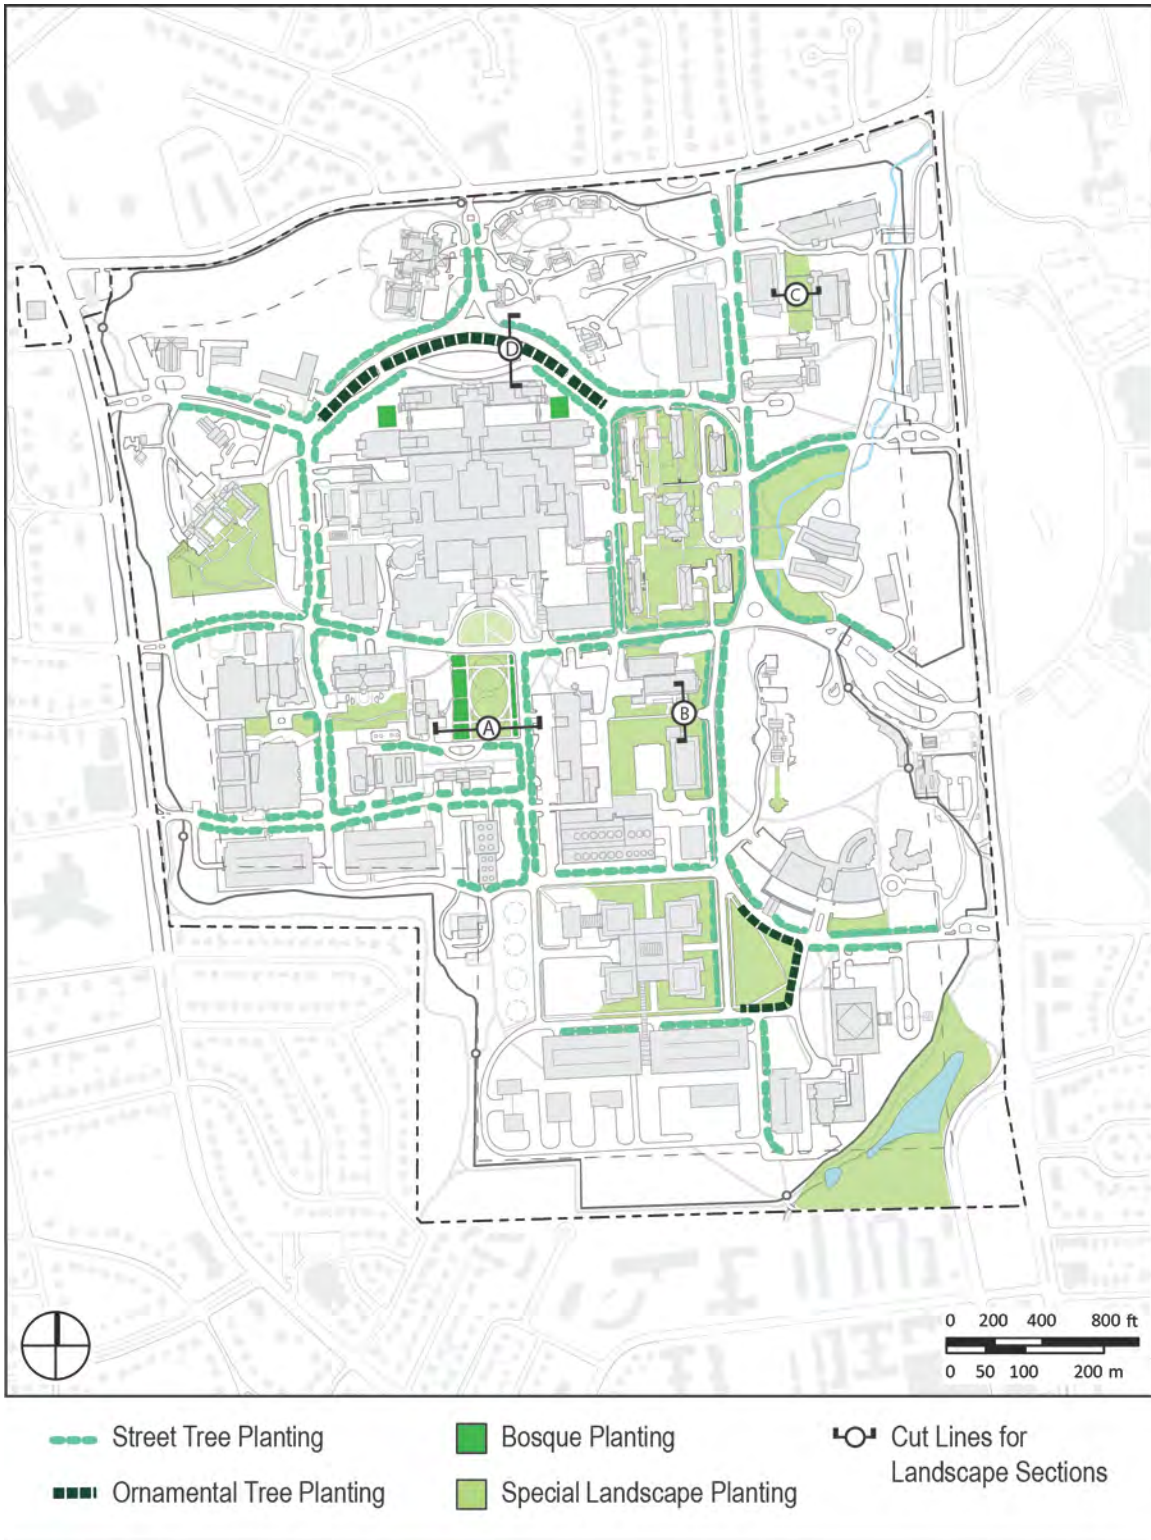 C
D
B
A
0 200 400 800 ft
0 50 100 200 m
Street Tree Planting
Bosque Planting
Cut Lines for
Landscape Sections
Ornamental Tree Planting
Special Landscape Planting